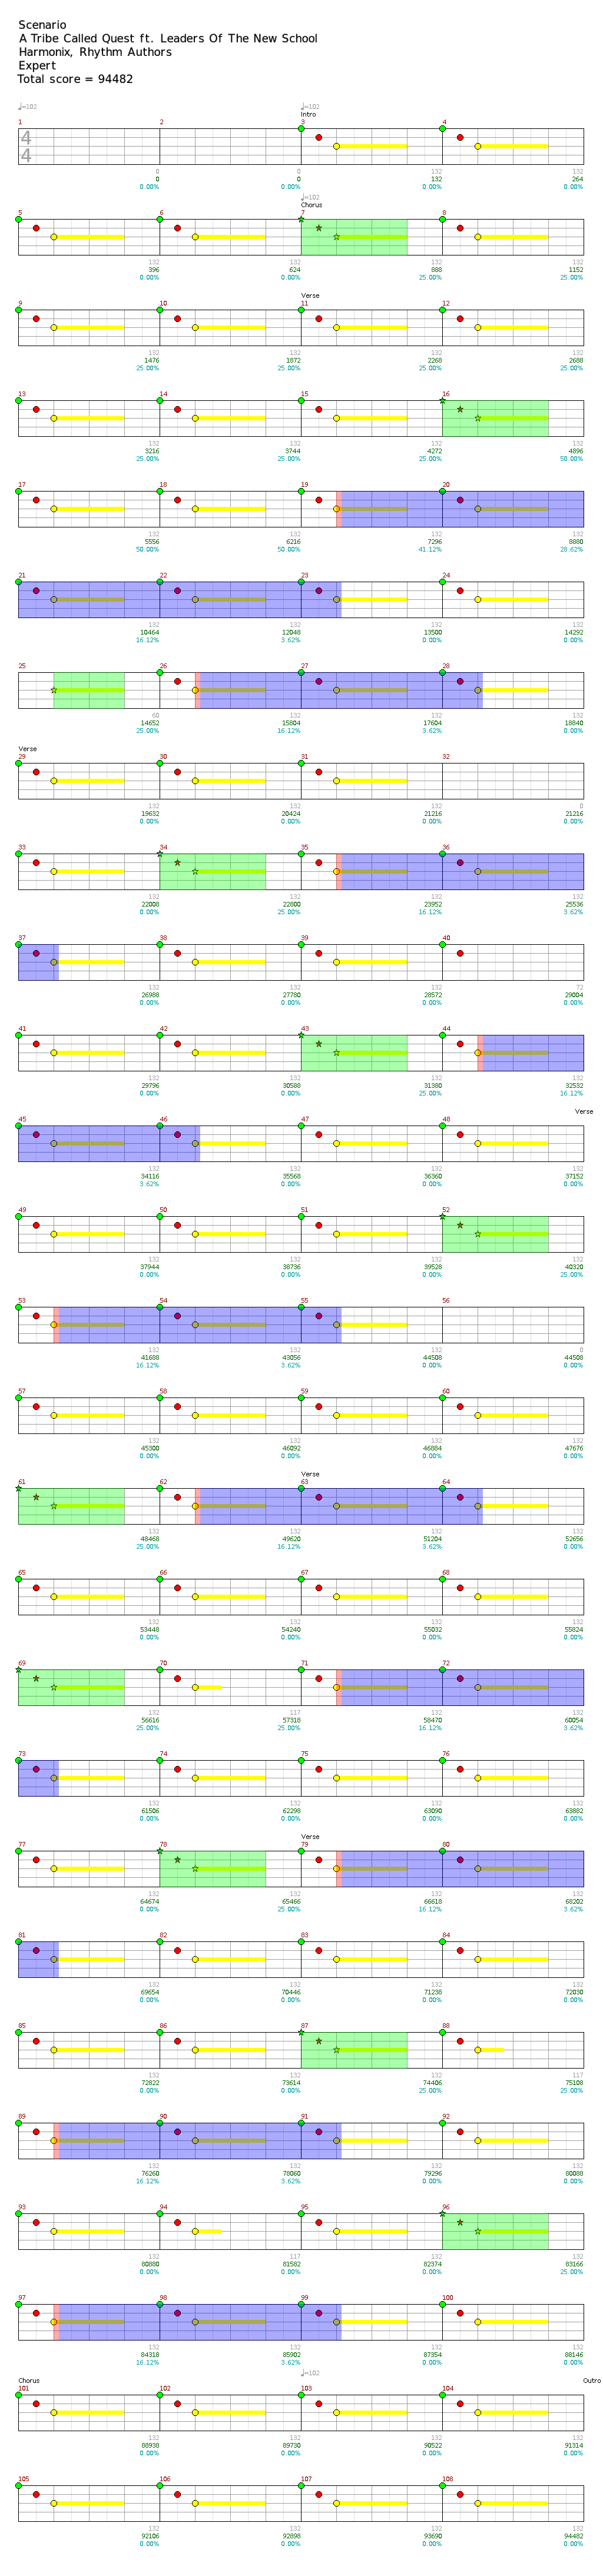 Scenario
A Tribe Called Quest ft. Leaders Of The New School
Harmonix, Rhythm Authors
Expert
Total score = 94482
♩=102 ♩=102
Intro
1 2 3 4
4
4
0 0 132 132
0 0 132 264
0.00% 0.00% 0.00% 0.00%
♩=102
Chorus
5 6 7 8
132 132 132 132
396 624 888 1152
0.00% 0.00% 25.00% 25.00%
Verse
9 10 11 12
132 132 132 132
1476 1872 2268 2688
25.00% 25.00% 25.00% 25.00%
13 14 15 16
132 132 132 132
3216 3744 4272 4896
25.00% 25.00% 25.00% 50.00%
17 18 19 20
132 132 132 132
5556 6216 7296 8880
50.00% 50.00% 41.12% 28.62%
21 22 23 24
132 132 132 132
10464 12048 13500 14292
16.12% 3.62% 0.00% 0.00%
25 26 27 28
60 132 132 132
14652 15804 17604 18840
25.00% 16.12% 3.62% 0.00%
Verse
29 30 31 32
132 132 132 0
19632 20424 21216 21216
0.00% 0.00% 0.00% 0.00%
33 34 35 36
132 132 132 132
22008 22800 23952 25536
0.00% 25.00% 16.12% 3.62%
37 38 39 40
132 132 132 72
26988 27780 28572 29004
0.00% 0.00% 0.00% 0.00%
41 42 43 44
132 132 132 132
29796 30588 31380 32532
0.00% 0.00% 25.00% 16.12%
Verse
45 46 47 48
132 132 132 132
34116 35568 36360 37152
3.62% 0.00% 0.00% 0.00%
49 50 51 52
132 132 132 132
37944 38736 39528 40320
0.00% 0.00% 0.00% 25.00%
53 54 55 56
132 132 132 0
41688 43056 44508 44508
16.12% 3.62% 0.00% 0.00%
57 58 59 60
132 132 132 132
45300 46092 46884 47676
0.00% 0.00% 0.00% 0.00%
Verse
61 62 63 64
132 132 132 132
48468 49620 51204 52656
25.00% 16.12% 3.62% 0.00%
65 66 67 68
132 132 132 132
53448 54240 55032 55824
0.00% 0.00% 0.00% 0.00%
69 70 71 72
132 117 132 132
56616 57318 58470 60054
25.00% 25.00% 16.12% 3.62%
73 74 75 76
132 132 132 132
61506 62298 63090 63882
0.00% 0.00% 0.00% 0.00%
Verse
77 78 79 80
132 132 132 132
64674 65466 66618 68202
0.00% 25.00% 16.12% 3.62%
81 82 83 84
132 132 132 132
69654 70446 71238 72030
0.00% 0.00% 0.00% 0.00%
85 86 87 88
132 132 132 117
72822 73614 74406 75108
0.00% 0.00% 25.00% 25.00%
89 90 91 92
132 132 132 132
76260 78060 79296 80088
16.12% 3.62% 0.00% 0.00%
93 94 95 96
132 117 132 132
80880 81582 82374 83166
0.00% 0.00% 0.00% 25.00%
97 98 99 100
132 132 132 132
84318 85902 87354 88146
16.12% 3.62% 0.00% 0.00%
♩=102
Chorus Outro
101 102 103 104
132 132 132 132
88938 89730 90522 91314
0.00% 0.00% 0.00% 0.00%
105 106 107 108
132 132 132 132
92106 92898 93690 94482
0.00% 0.00% 0.00% 0.00%